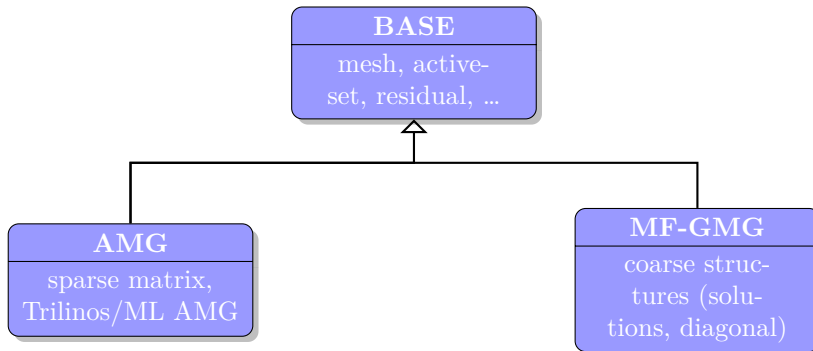 BASE
mesh, active-
set, residual, …
AMG
sparse matrix,
Trilinos/ML AMG
MF-GMG
coarse struc-
tures (solu-
tions, diagonal)